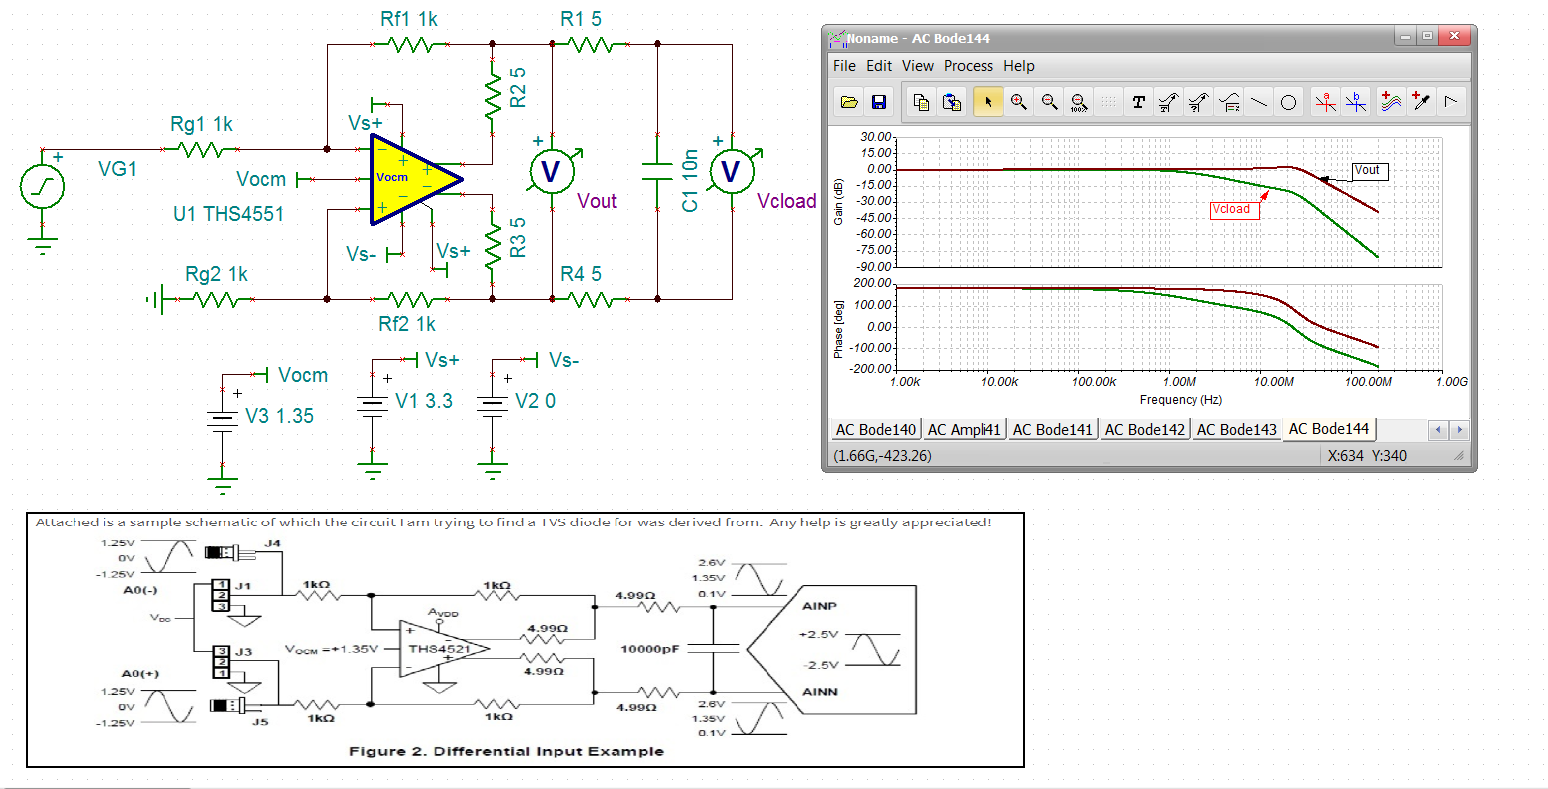 Rf1 1k
R1 5
R2 5
Rg1 1k
Vs+
VG1
Vocm
Vocm
U1 THS4551
Vout
C1 10n
Vcload
Vs-
Vs+
R3 5
Rg2 1k
R4 5
Rf2 1k
Vocm
V3 1.35
Vs+
V1 3.3
Vs-
V2 0
Noname - AC Bode144
File Edit View Process Help
30.00
15.00
0.00
-15.00
-30.00
-45.00
-60.00
-75.00
-90.00
Gain (dB)
Vout
Vcload
200.00
100.00
0.00
-100.00
-200.00
Phase [deg]
1.00k 10.00k 100.00k 1.00M 10.00M 100.00M 1.00G
Frequency (Hz)
AC Bode140 AC Ampli41 AC Bode141 AC Bode142 AC Bode143 AC Bode144
(1.66G,-423.26) X:634 Y:340
Attached is a sample schematic of which the circuit I am trying to find a TVS diode for was derived from. Any help is greatly appreciated!
1.25V
0V
-1.25V
J4
A0(-)
1
2
3
J1
VDD
3
2
1
J3
A0(+)
1.25V
0V
-1.25V
J5
1kΩ
1kΩ
AVDD
VOCM =+1.35V
THS4521
4.99Ω
4.99Ω
1kΩ
1kΩ
4.99Ω
10000pF
4.99Ω
2.6V
1.35V
0.1V
AINP
+2.5V
-2.5V
AINN
2.6V
1.35V
0.1V
Figure 2. Differential Input Example